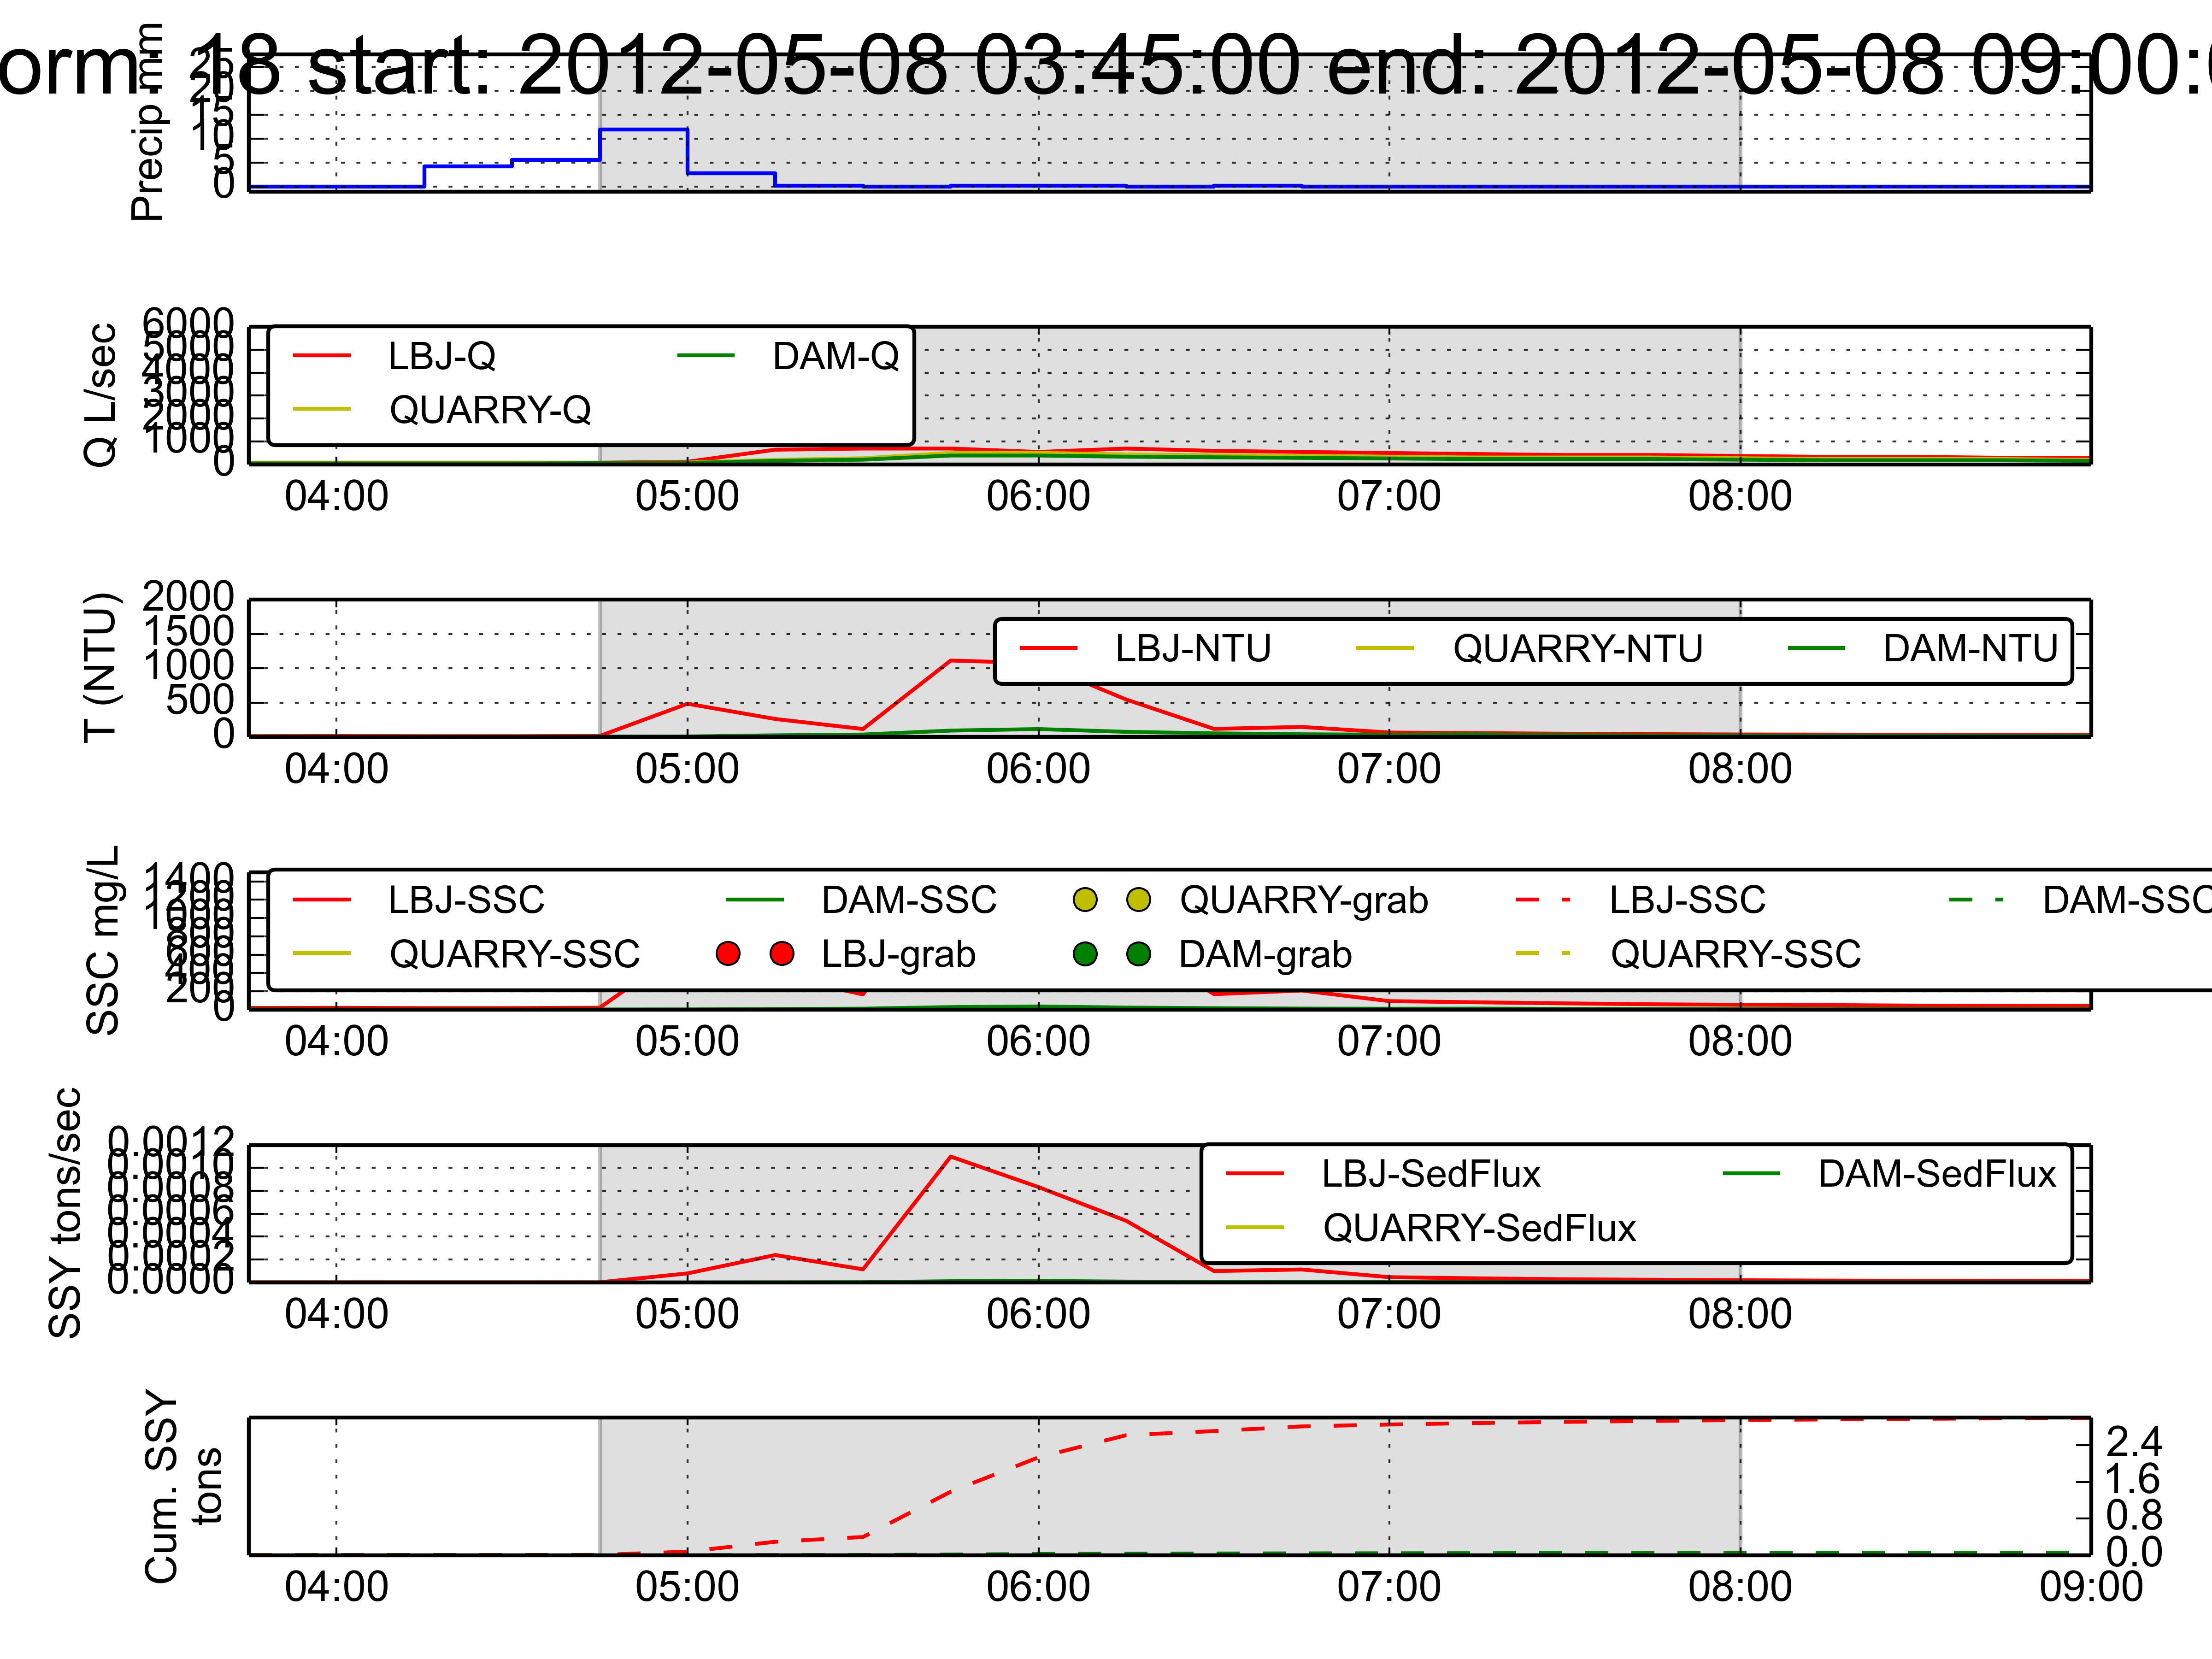 orm: 18 start: 2012-05-08 03:45:00 end: 2012-05-08 09:00:0
Precip mm
25
20
15
10
5
0
Q L/sec
6000
5000
4000
3000
2000
1000
0
LBJ-Q
DAM-Q
QUARRY-Q
04:00 05:00 06:00 07:00 08:00
T (NTU)
2000
1500
1000
500
0
LBJ-NTU QUARRY-NTU DAM-NTU
04:00 05:00 06:00 07:00 08:00
SSC mg/L
1400
1200
1000
800
600
400
200
0
LBJ-SSC DAM-SSC QUARRY-grab LBJ-SSC DAM-SSC
QUARRY-SSC LBJ-grab DAM-grab QUARRY-SSC
04:00 05:00 06:00 07:00 08:00
SSY tons/sec
0.0012
0.0010
0.0008
0.0006
0.0004
0.0002
0.0000
LBJ-SedFlux DAM-SedFlux
QUARRY-SedFlux
04:00 05:00 06:00 07:00 08:00
Cum. SSY
tons
2.4
1.6
0.8
0.0
04:00 05:00 06:00 07:00 08:00 09:00